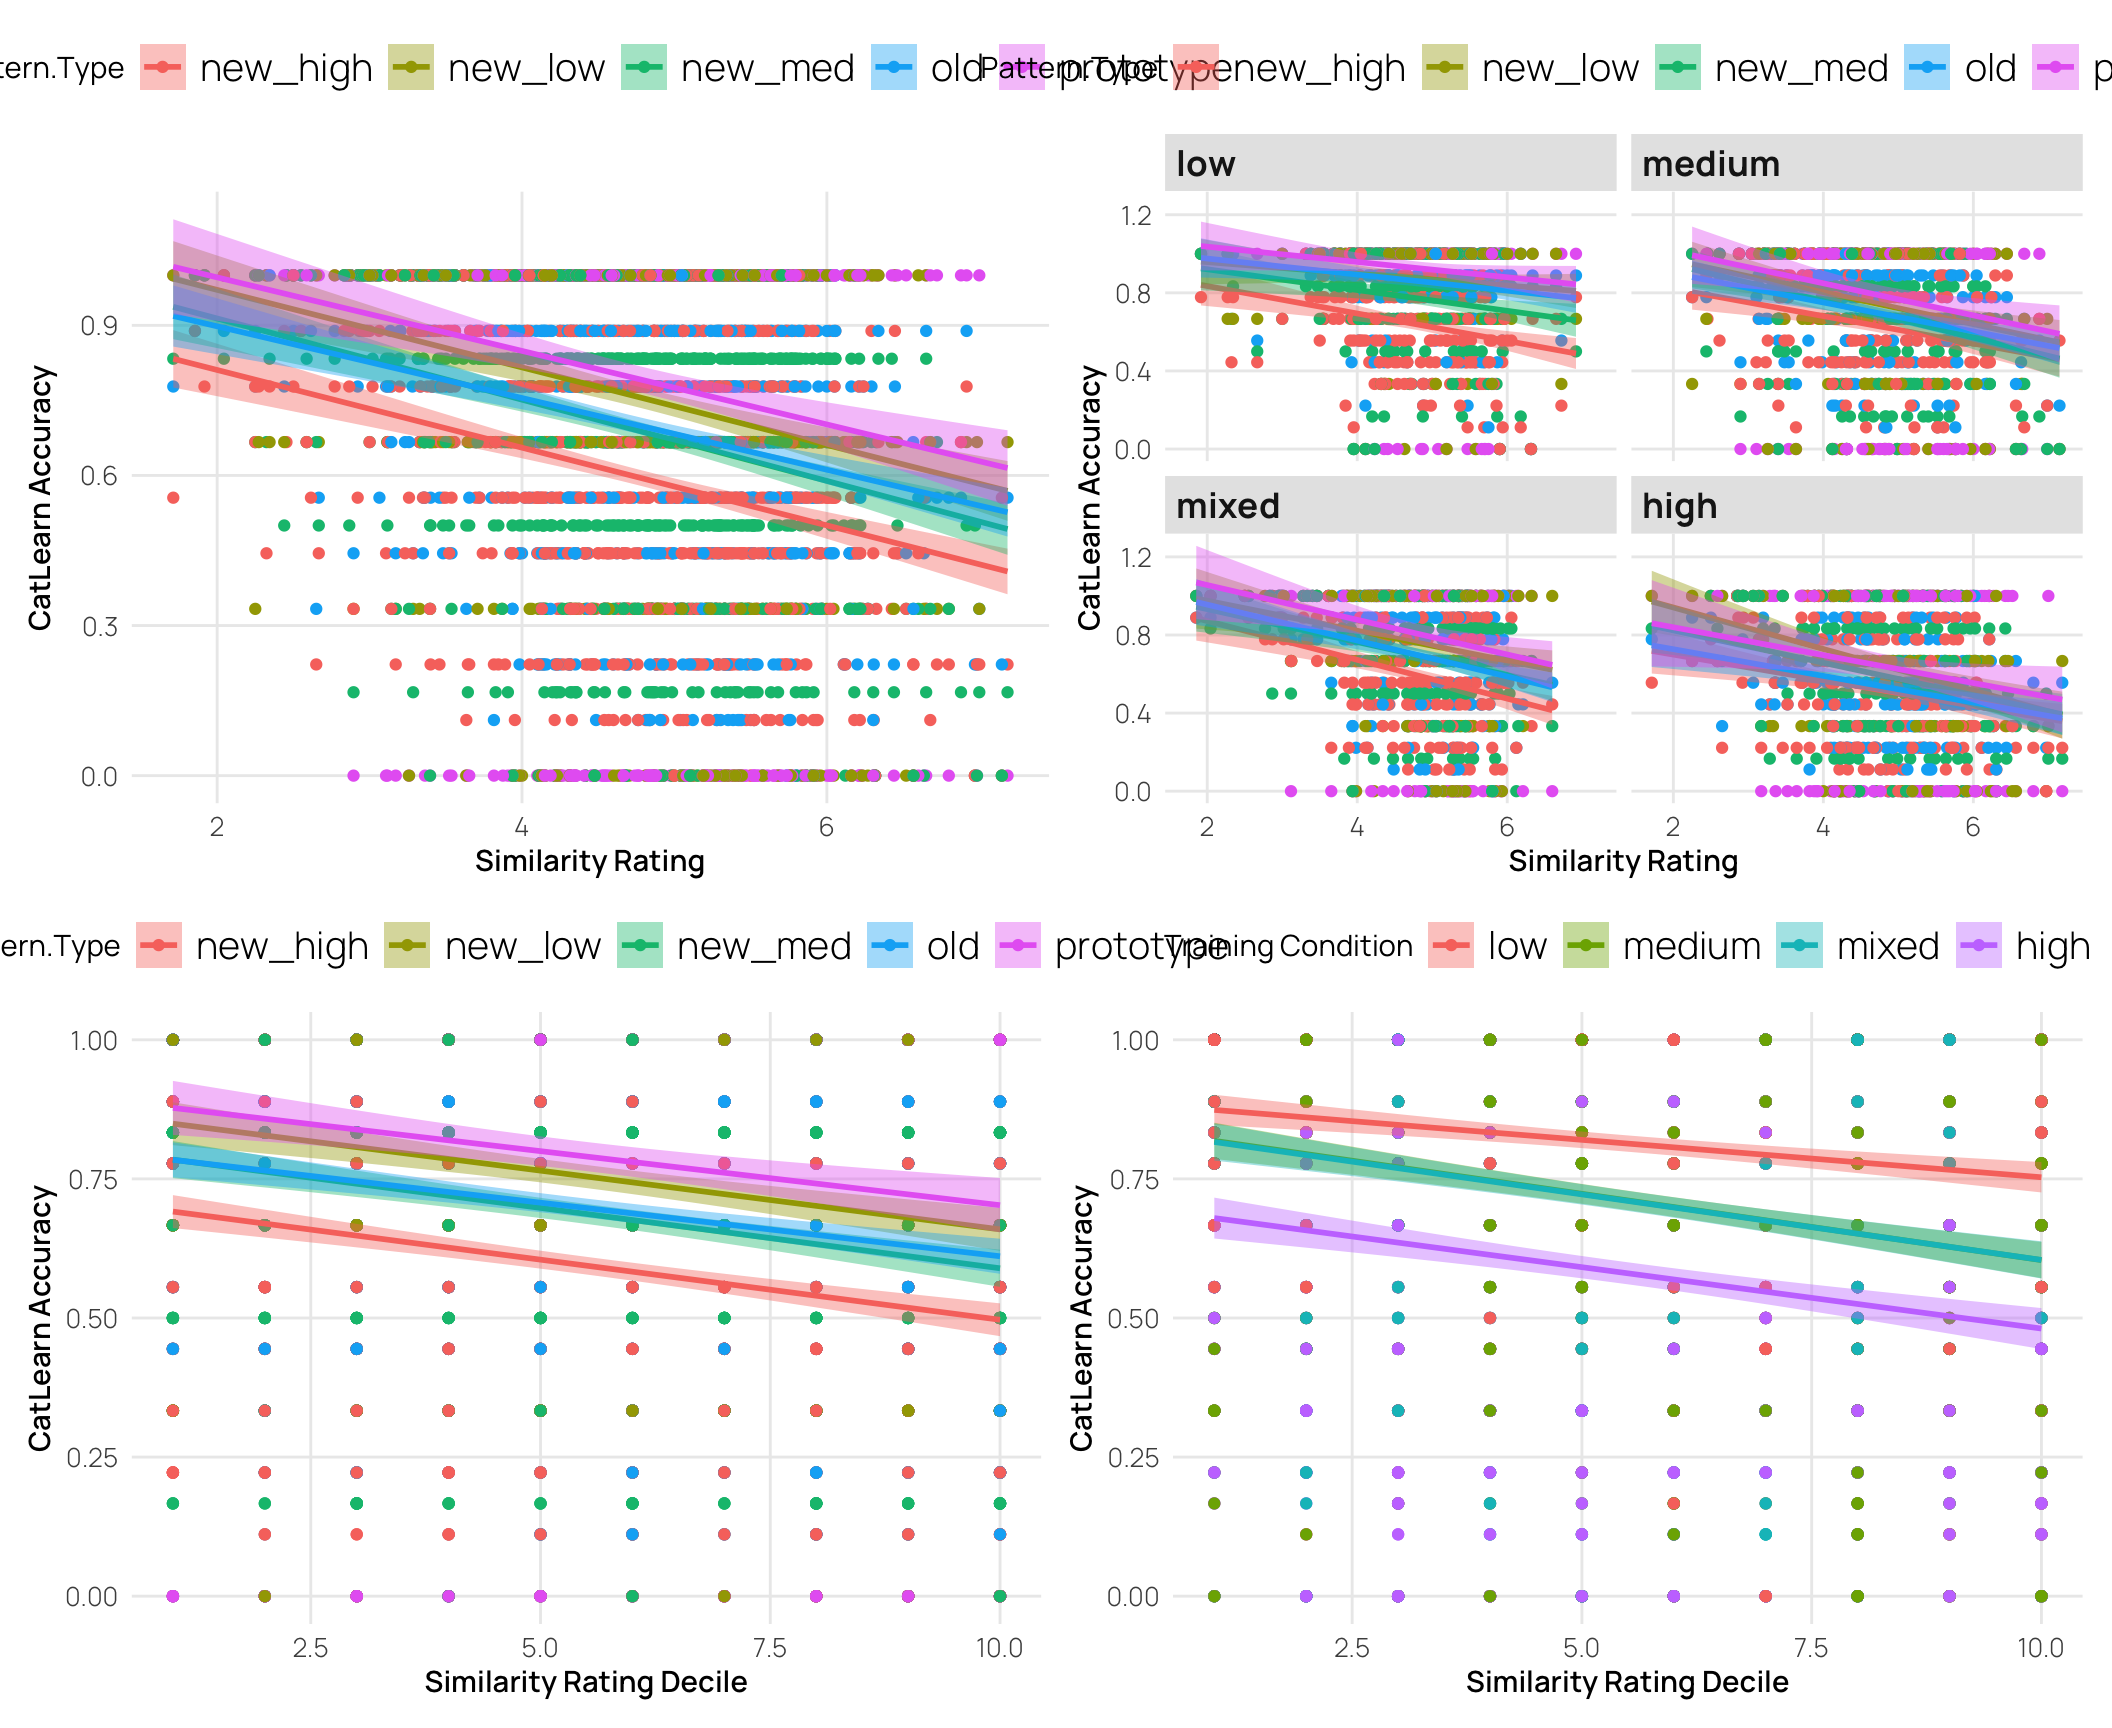 tern.Type new_high new_low new_med old prototype
Pattern.Type new_high new_low new_med old p
0.9
0.6
0.3
0.0
CatLearn Accuracy
2 4 6
Similarity Rating
low medium
1.2
0.8
0.4
0.0
mixed high
1.2
0.8
0.4
0.0
CatLearn Accuracy
2 4 6 2 4 6
Similarity Rating
ern.Type new_high new_low new_med old prototype
Training Condition low medium mixed high
1.00
0.75
0.50
0.25
0.00
CatLearn Accuracy
2.5 5.0 7.5 10.0
Similarity Rating Decile
1.00
0.75
0.50
0.25
0.00
CatLearn Accuracy
2.5 5.0 7.5 10.0
Similarity Rating Decile